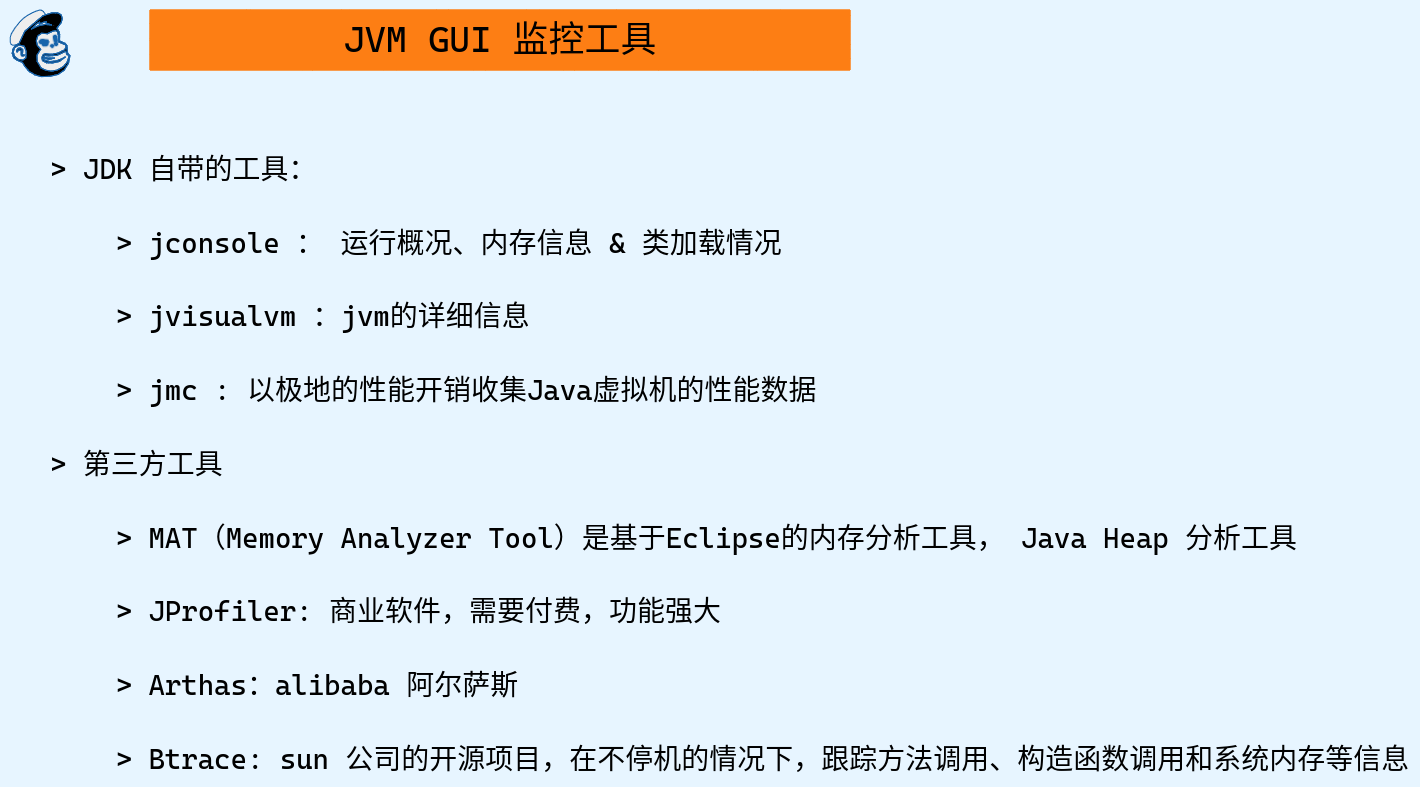 JVM GUI 监控工具
> JDK 自带的工具:
> jconsole : 运行概况、内存信息 & 类加载情况
> jvisualvm : jvm的详细信息
> jmc : 以极地的性能开销收集Java虚拟机的性能数据
> 第三方工具
> MAT（Memory Analyzer Tool）是基于Eclipse的内存分析工具， Java Heap 分析工具
> JProfiler: 商业软件，需要付费，功能强大
> Arthas: alibaba 阿尔萨斯
> Btrace: sun 公司的开源项目，在不停机的情况下，跟踪方法调用、构造函数调用和系统内存等信息